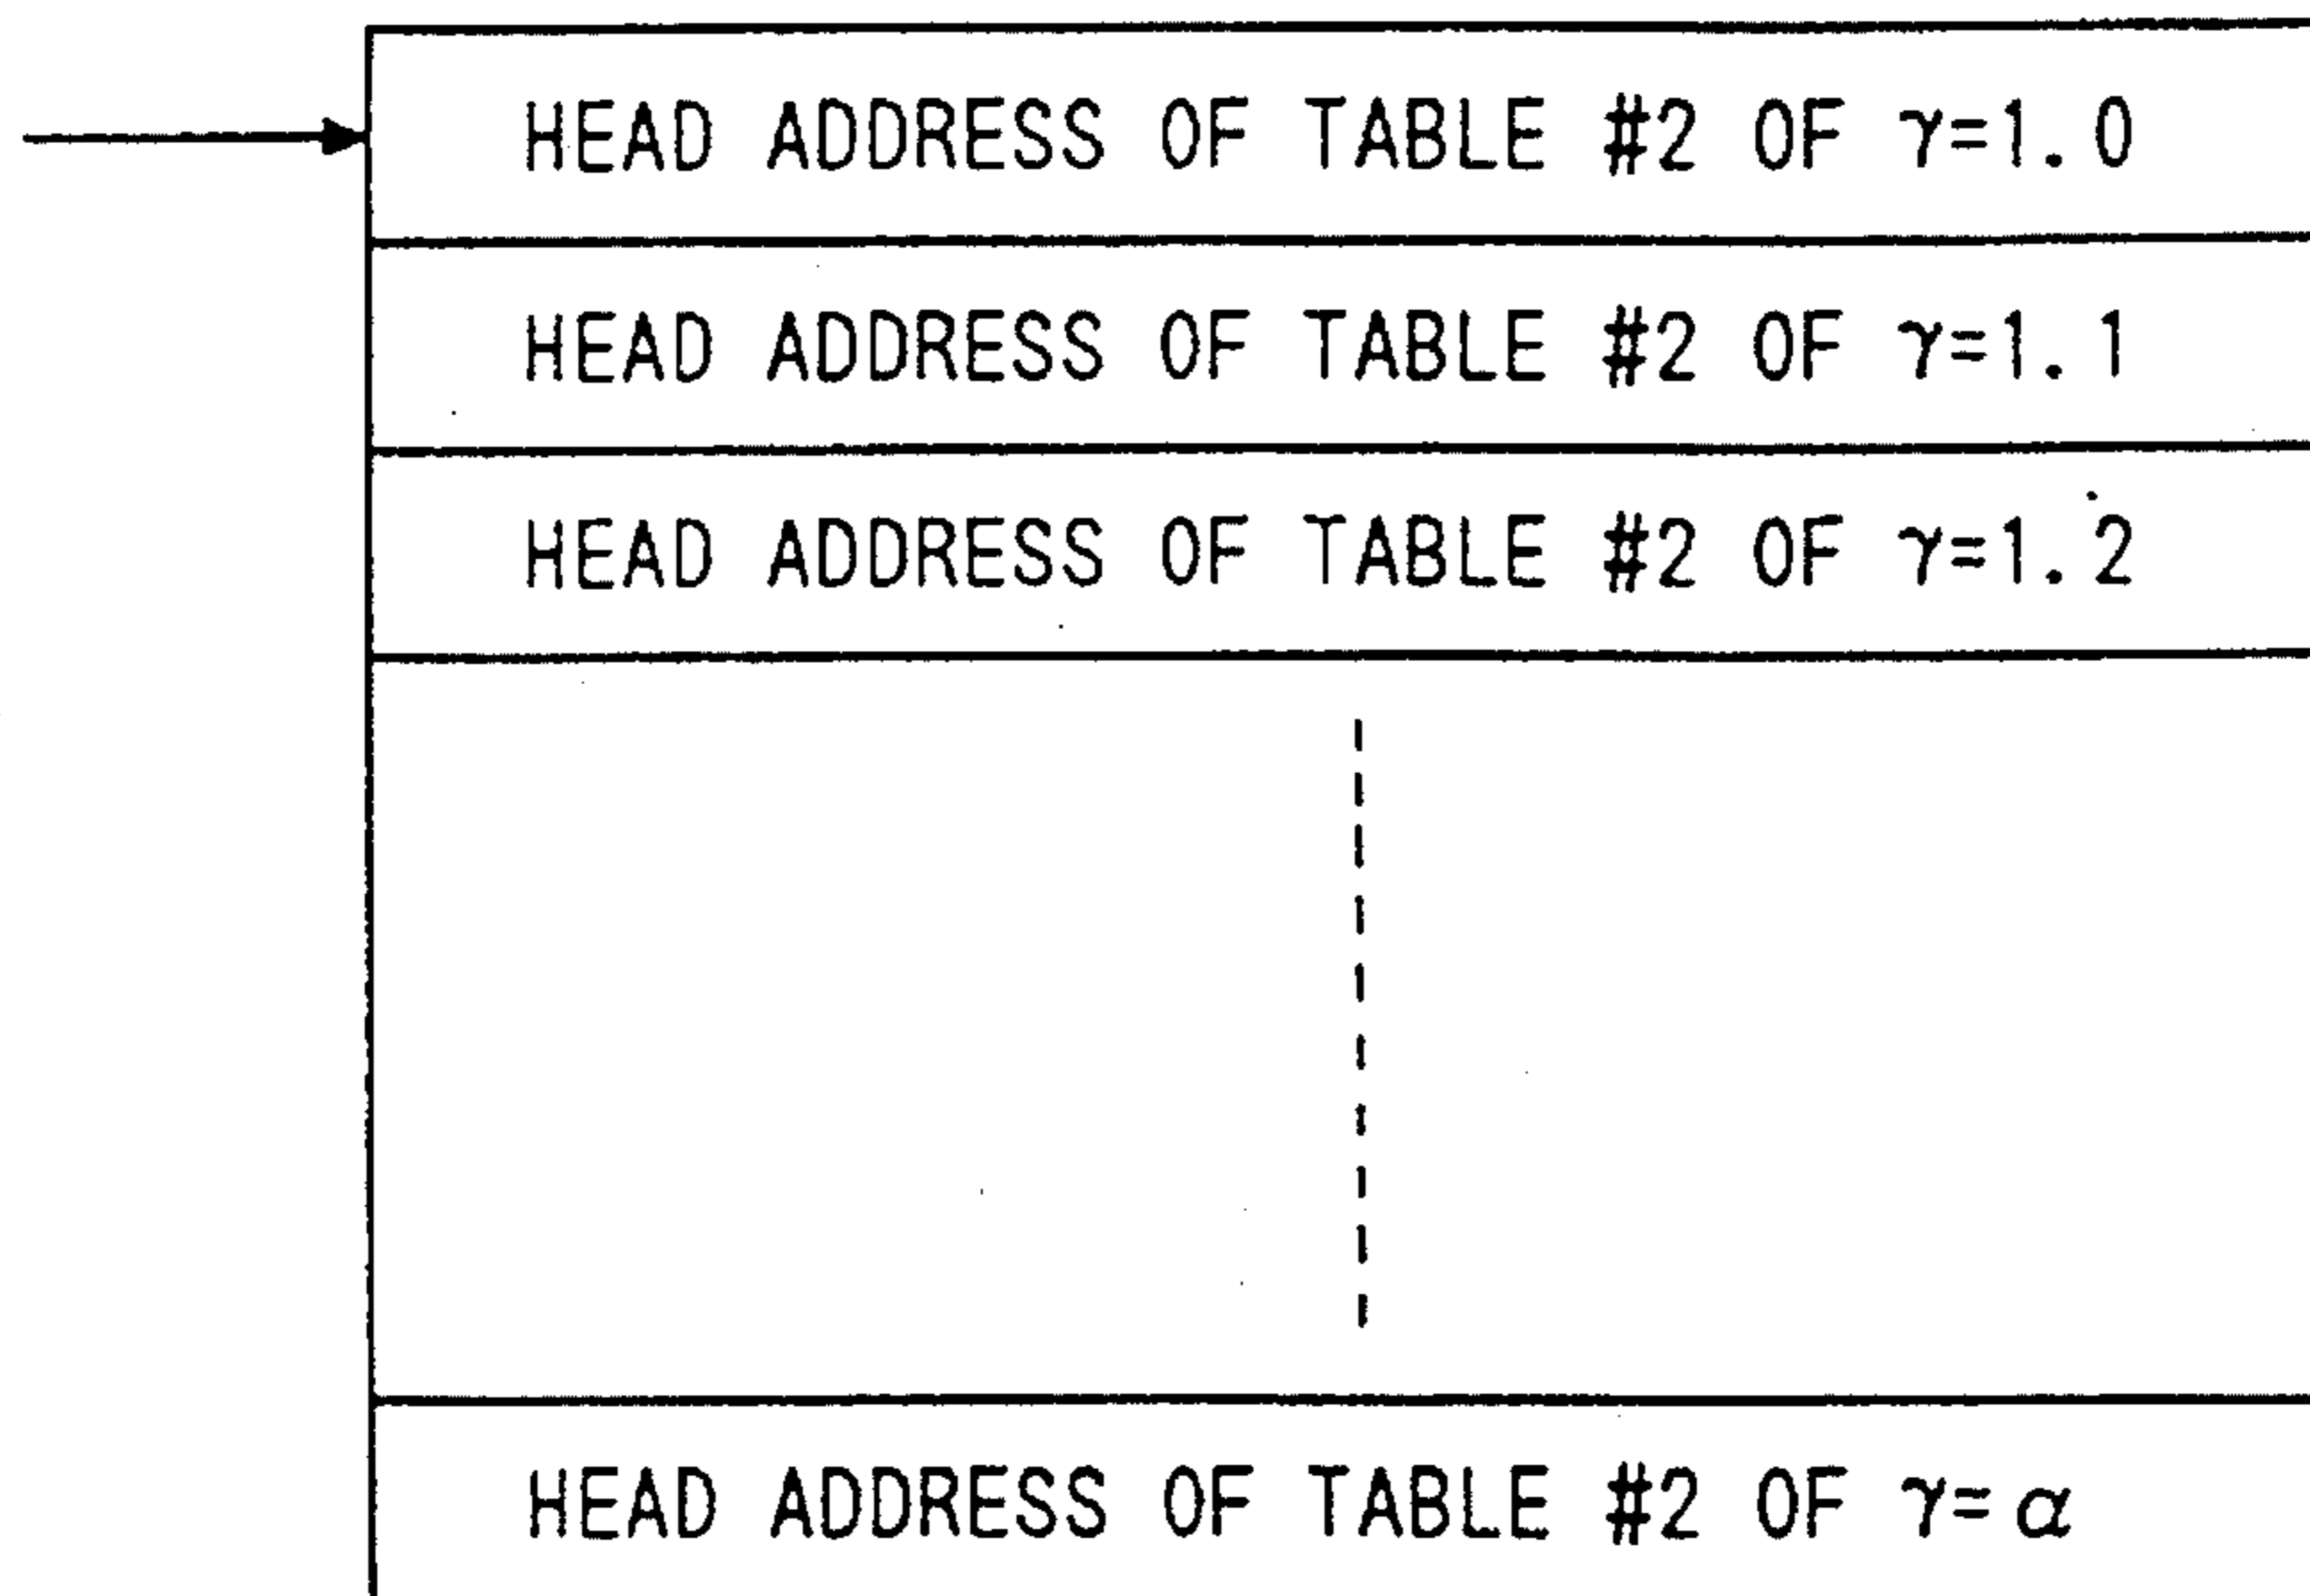 HEAD ADDRESS OF TABLE #2 OF γ=1.0
HEAD ADDRESS OF TABLE #2 OF γ=1.1
HEAD ADDRESS OF TABLE #2 OF γ=1.2
HEAD ADDRESS OF TABLE #2 OF γ=α